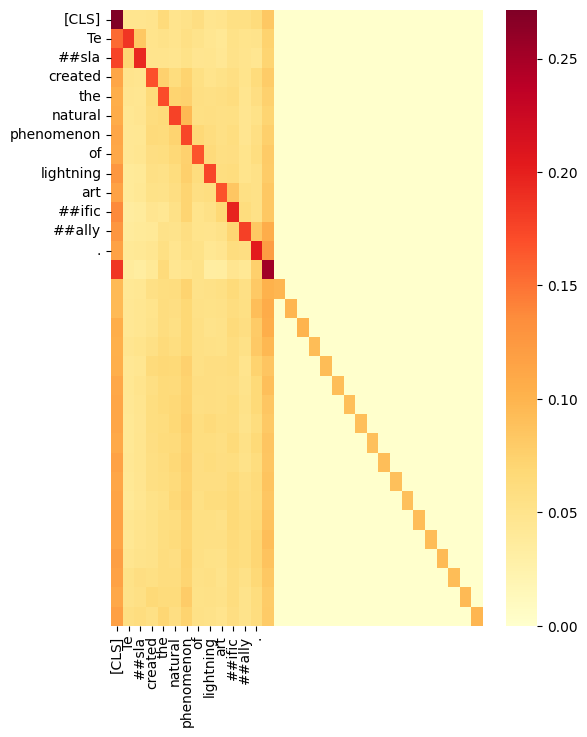 [CLS]
Te
##sla
created
the
natural
phenomenon
of
lightning
art
##ific
##ally
.
[CLS]
Te
##sla
created
the
natural
phenomenon
of
lightning
art
##ific
##ally
.
0.25
0.20
0.15
0.10
0.05
0.00